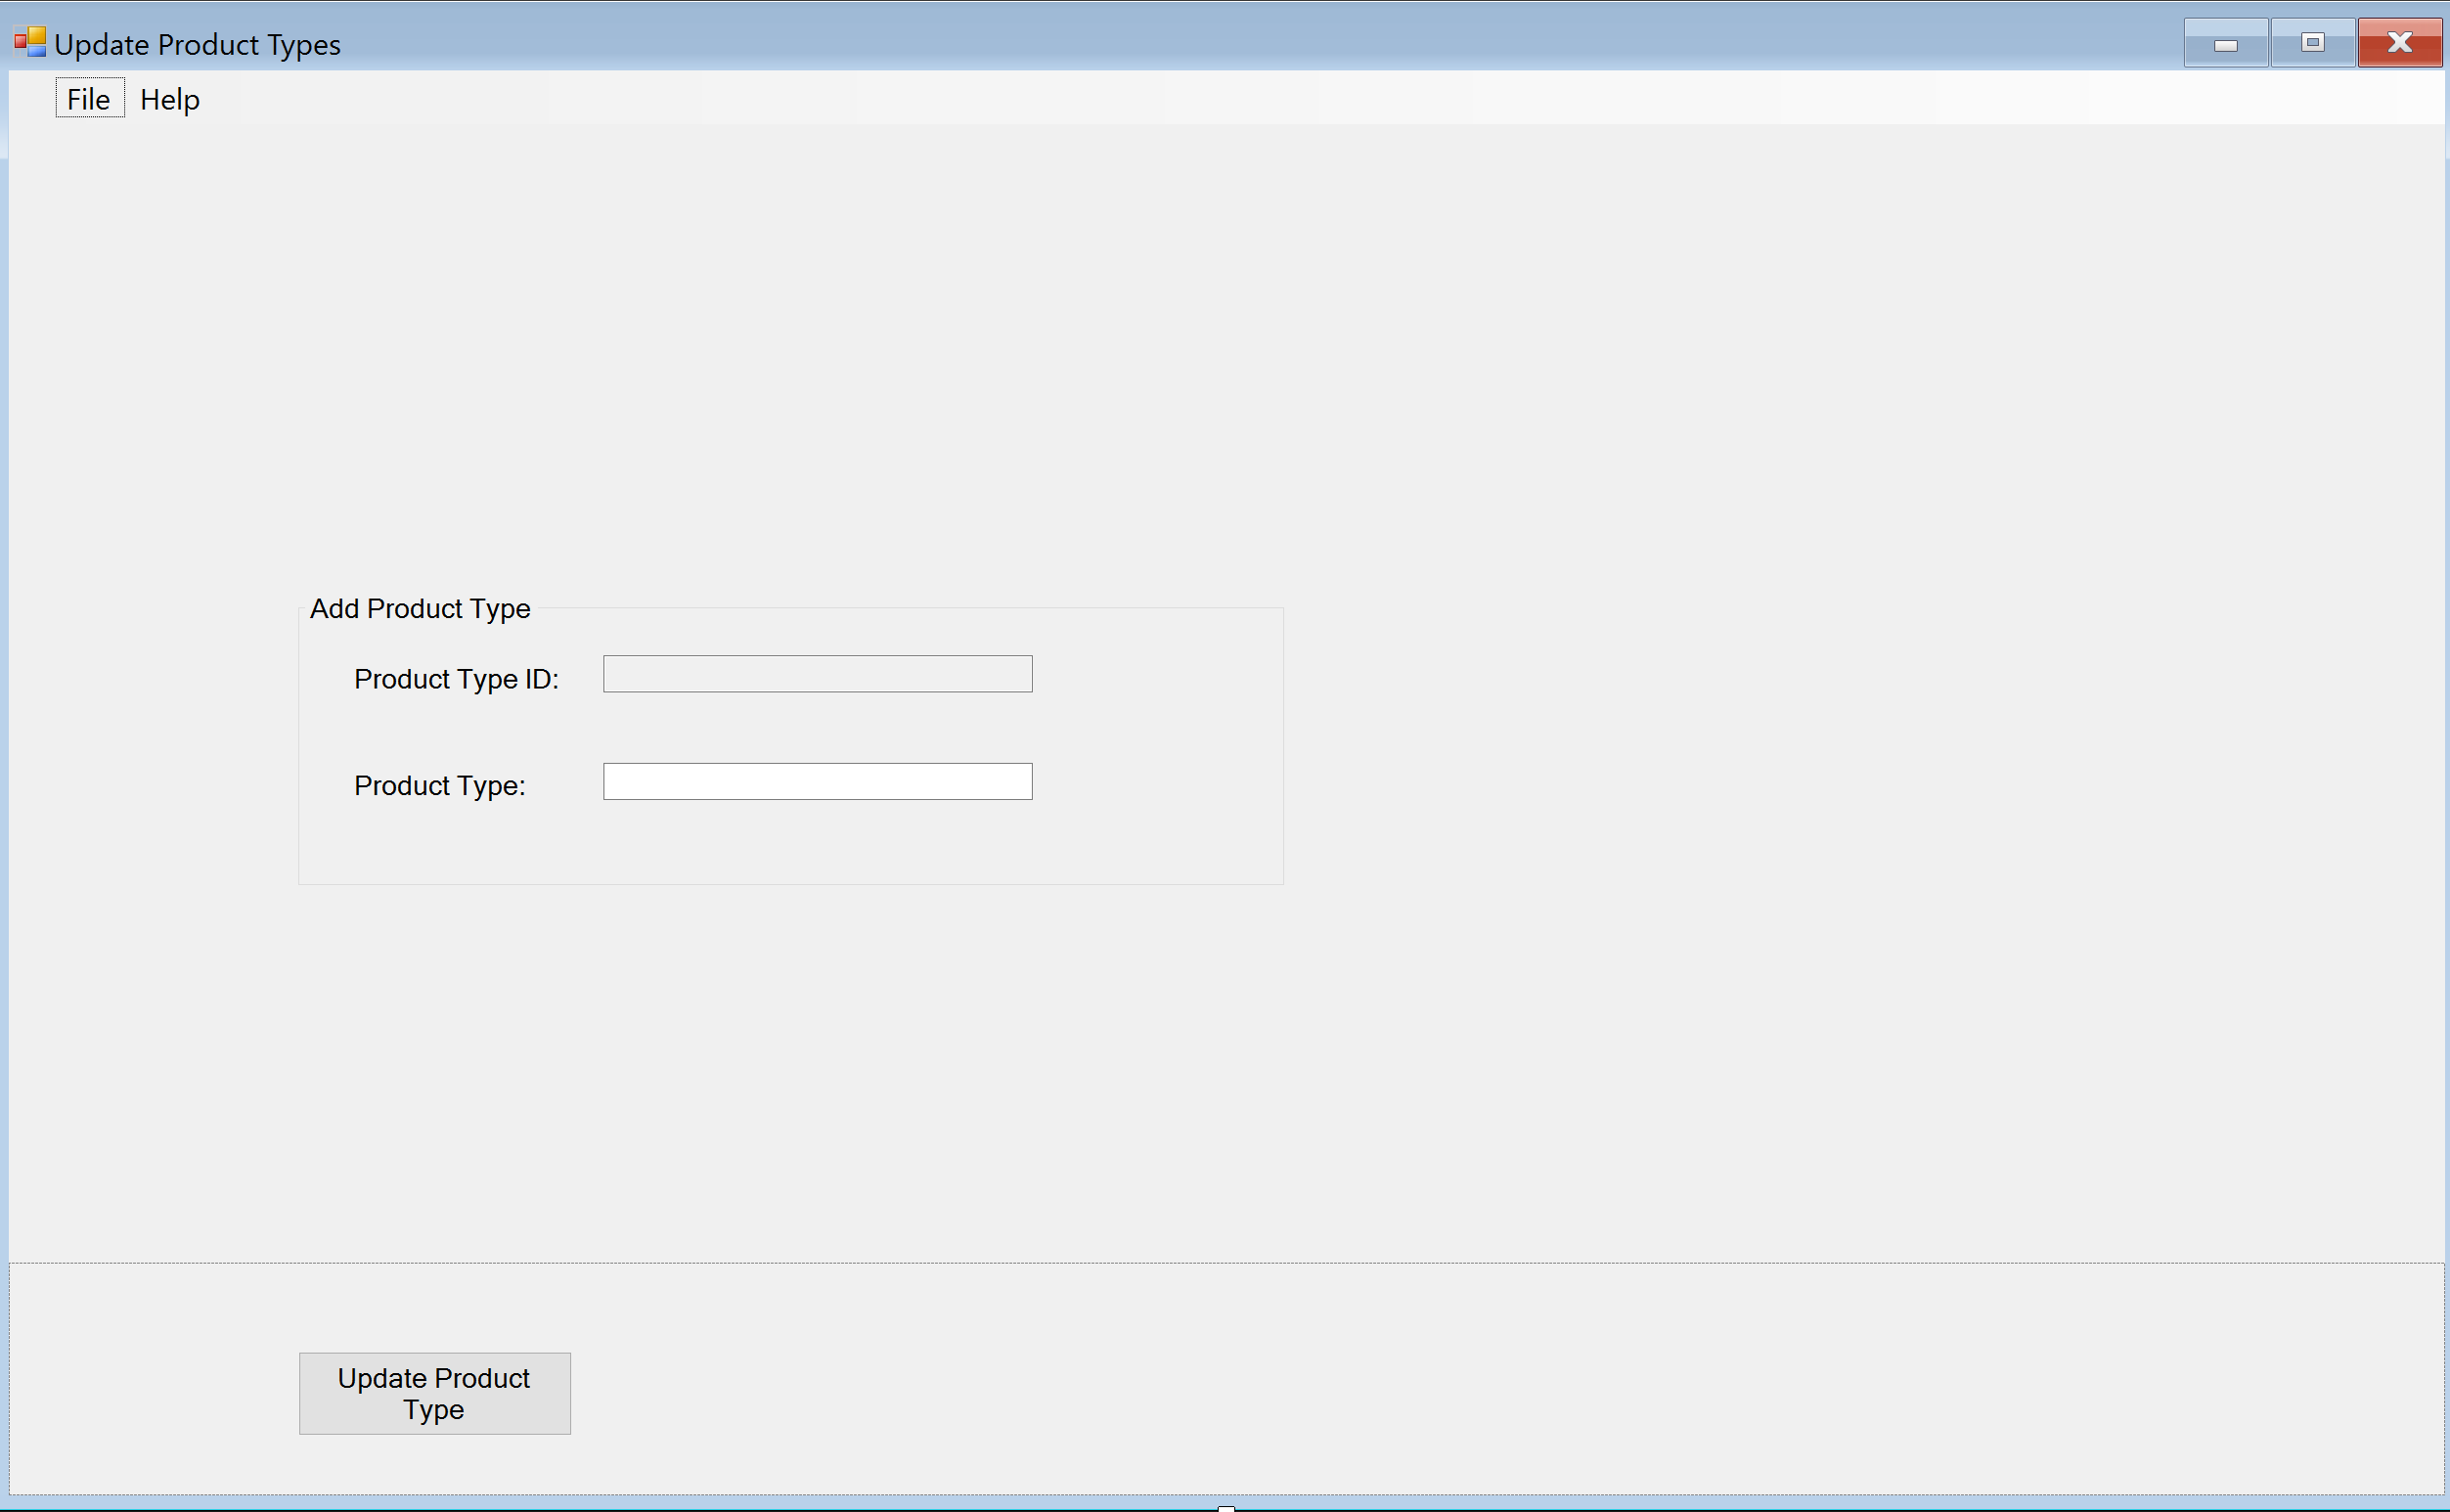 Update Product Types
File Help
Add Product Type
Product Type ID:
Product Type:
Update Product
Type